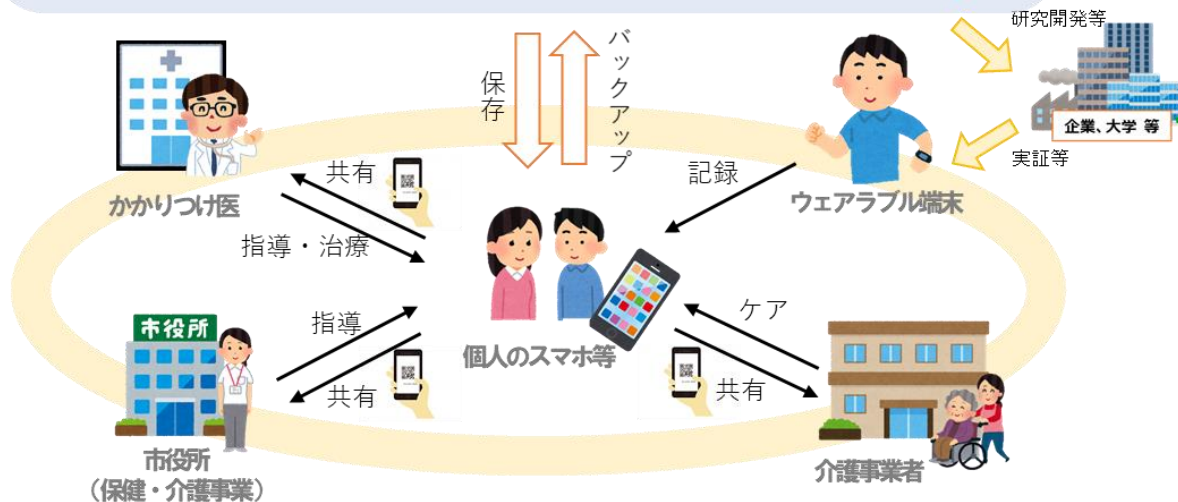 研究開発等
企業、大学 等
実証等
保存
バックアップ
かかりつけ医
共有
指導・治療
記録
ウェアラブル端末
市役所
指導
共有
市役所
（保健・介護事業）
個人のスマホ等
ケア
共有
介護事業者